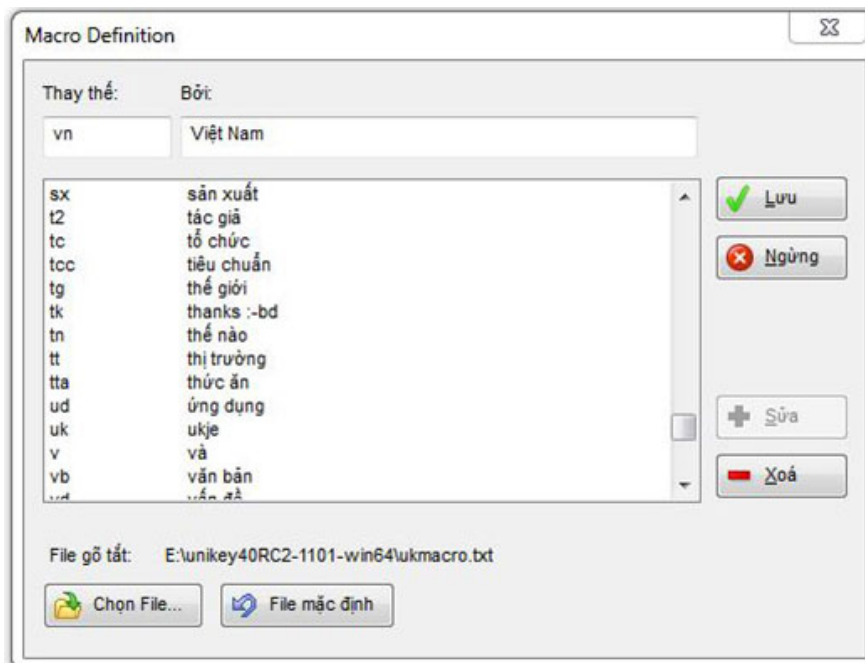 Macro Definition
Thay thế: Bởi:
vn Việt Nam
sx sản xuất
t2 tác giả
tc tổ chức
tcc tiêu chuẩn
tg thế giới
tk thanks :-bd
tn thế nào
tt thị trường
tta thức ăn
ud ứng dụng
uk ukje
v và
vb văn bản
vd vấn đề
Lưu
Ngừng
Sửa
Xoá
File gõ tắt: E:\unikey40RC2-1101-win64\ukmacro.txt
Chọn File... File mặc định